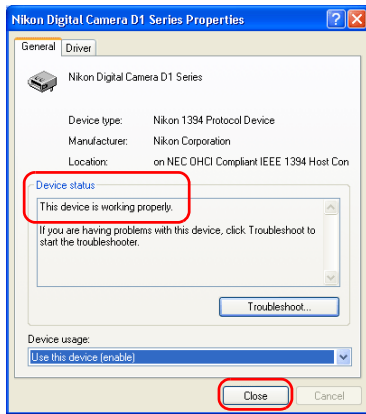 Nikon Digital Camera D1 Series Properties
General Driver
Nikon Digital Camera D1 Series
Device type: Nikon 1394 Protocol Device
Manufacturer: Nikon Corporation
Location: on NEC OHCI Compliant IEEE 1394 Host Con
Device status
This device is working properly.
If you are having problems with this device, click Troubleshoot to
start the troubleshooter.
Troubleshoot...
Device usage:
Use this device (enable)
Close Cancel